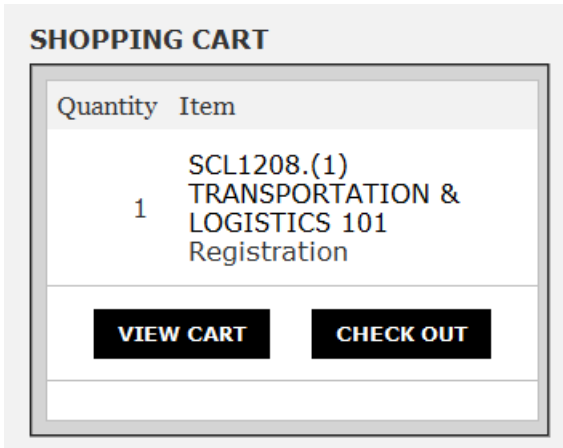 SHOPPING CART
Quantity Item
SCL1208.(1)
TRANSPORTATION &
1
LOGISTICS 101
Registration
VIEW CART CHECK OUT